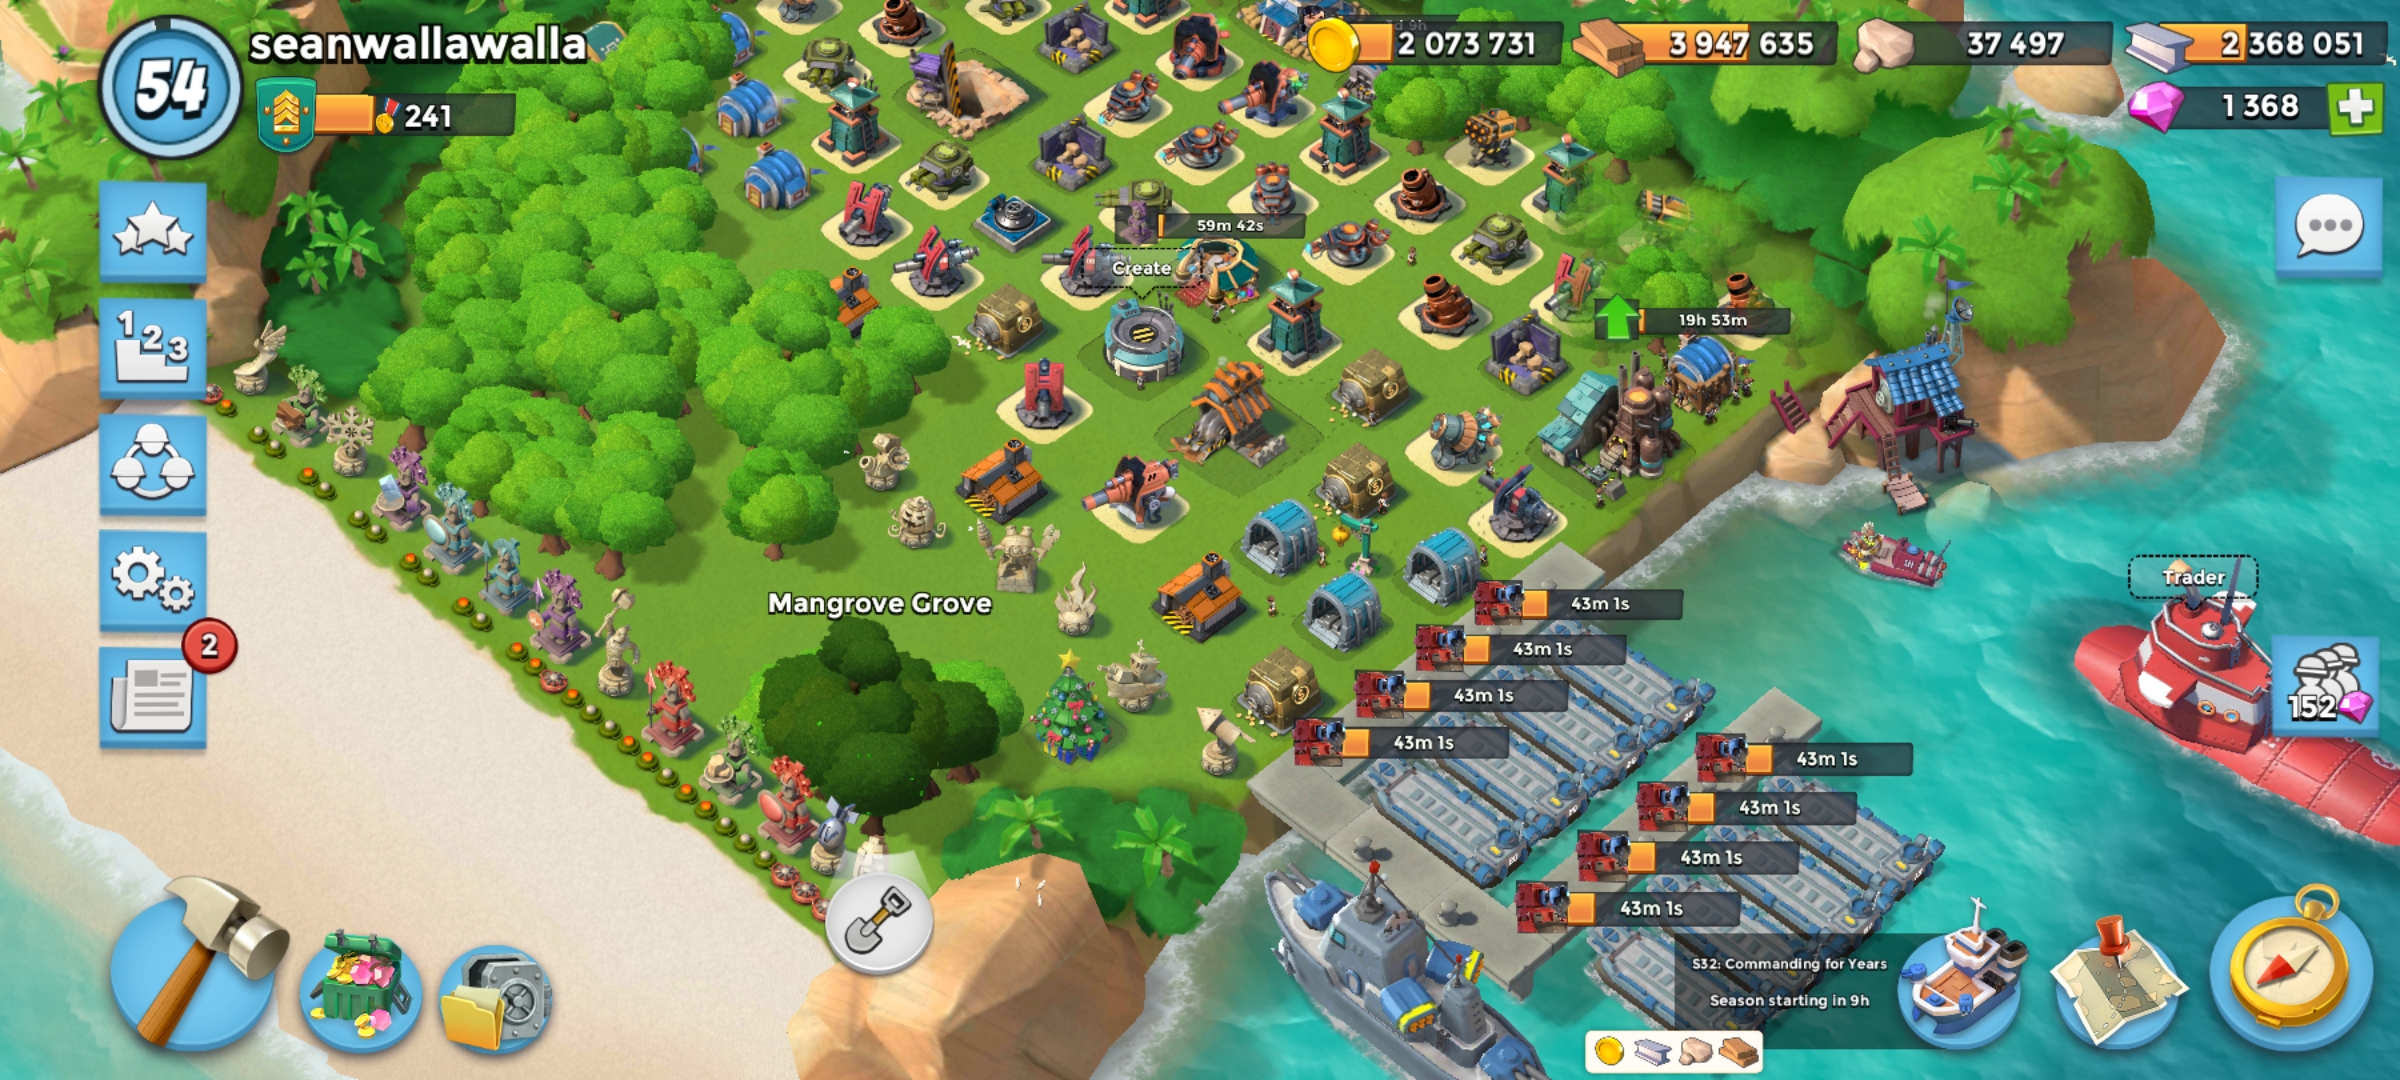 54
seanwallawalla
241
2 073 731
3 947 635
37 497
2 368 051
1 368
59m 42s
Create
19h 53m
123
2
Mangrove Grove
Trader
43m 1s
43m 1s
43m 1s
43m 1s
43m 1s
43m 1s
43m 1s
43m 1s
152
S32: Commanding for Years
Season starting in 9h